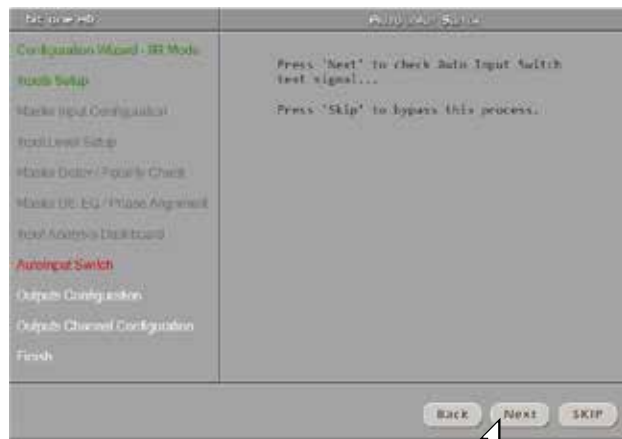 Configuration Wizard - BR Mode
Inputs Setup
Master Input Configuration
Input Level Setup
Master Delay / Polarity Check
Master DE-EQ / Phase Alignment
Input Analysis Dashboard
AutoInput Switch
Outputs Configuration
Outputs Channel Configuration
Finish
Press 'Next' to check Auto Input Switch
test signal...
Press 'Skip' to bypass this process.
Back
Next
SKIP